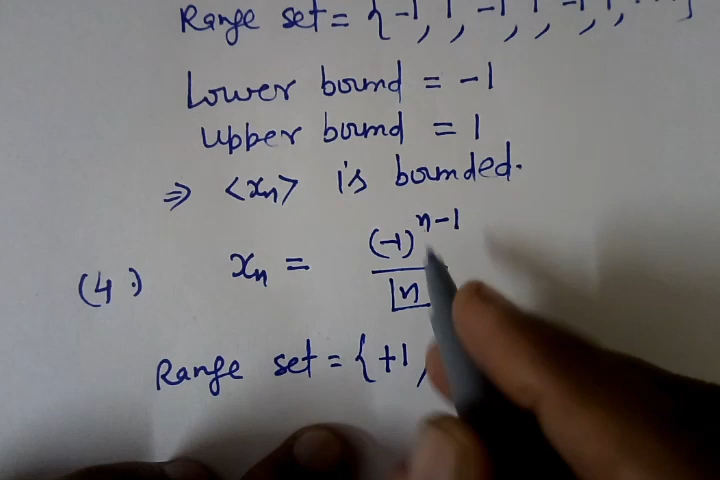 Range set = {-1, 1, -1, 1, -1, 1, ...}
Lower bound = -1
Upper bound = 1
⇒ <xₙ> is bounded.
(4.) xₙ = (-1)ⁿ⁻¹ / |n
Range set = {+1,